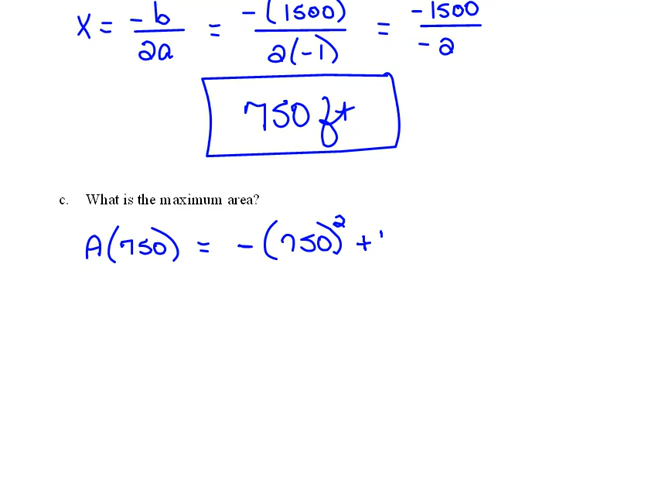 x = -b/2a = -(1500)/2(-1) = -1500/-2
750 ft
c. What is the maximum area?
A(750) = -(750)² + '